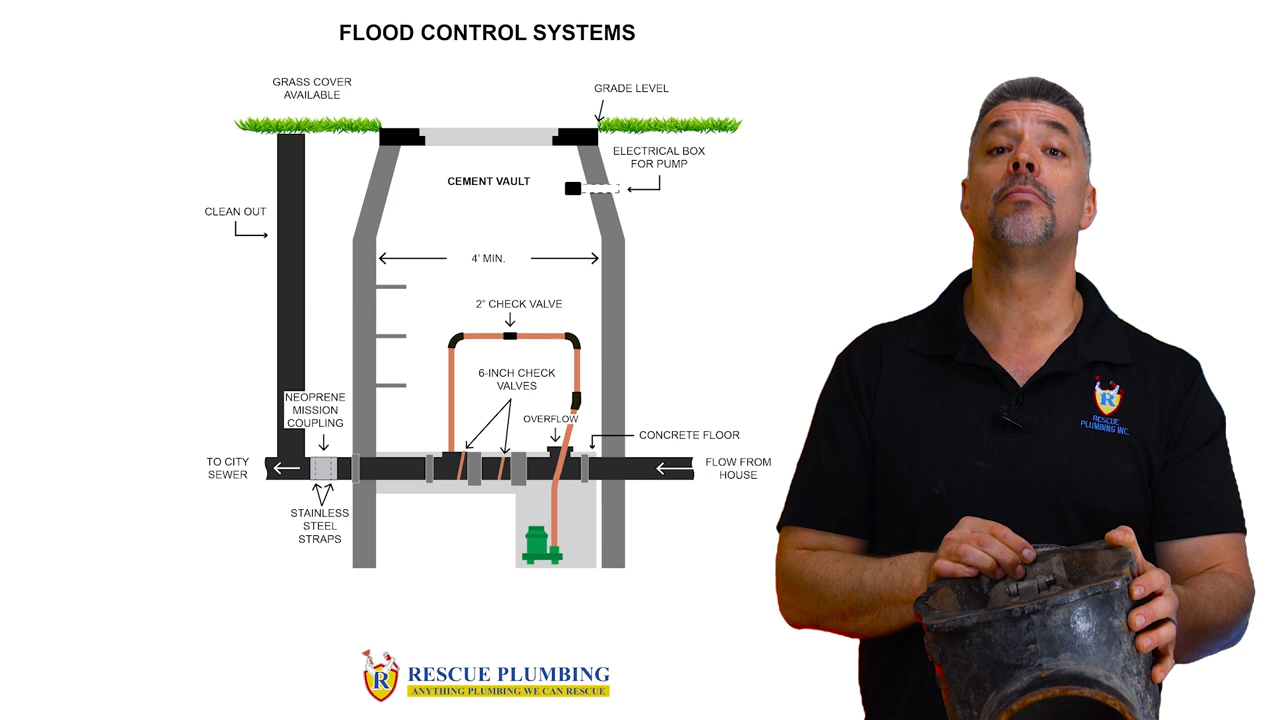 FLOOD CONTROL SYSTEMS
GRASS COVER
AVAILABLE
GRADE LEVEL
ELECTRICAL BOX
FOR PUMP
CEMENT VAULT
CLEAN OUT
4' MIN.
2" CHECK VALVE
6-INCH CHECK
VALVES
NEOPRENE
MISSION
COUPLING
OVERFLOW
CONCRETE FLOOR
TO CITY
SEWER
FLOW FROM
HOUSE
STAINLESS
STEEL
STRAPS
R
RESCUE PLUMBING
ANYTHING PLUMBING WE CAN RESCUE
R
RESCUE
PLUMBING INC.